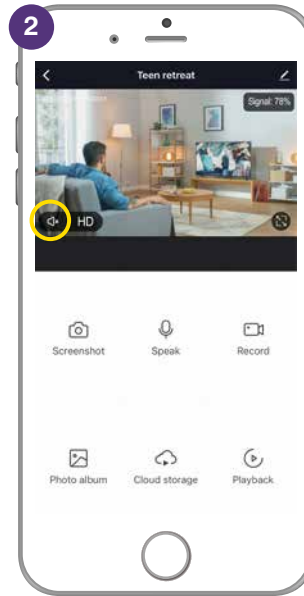 2
Teen retreat
Signal: 78%
HD
Screenshot Speak Record
Photo album Cloud storage Playback